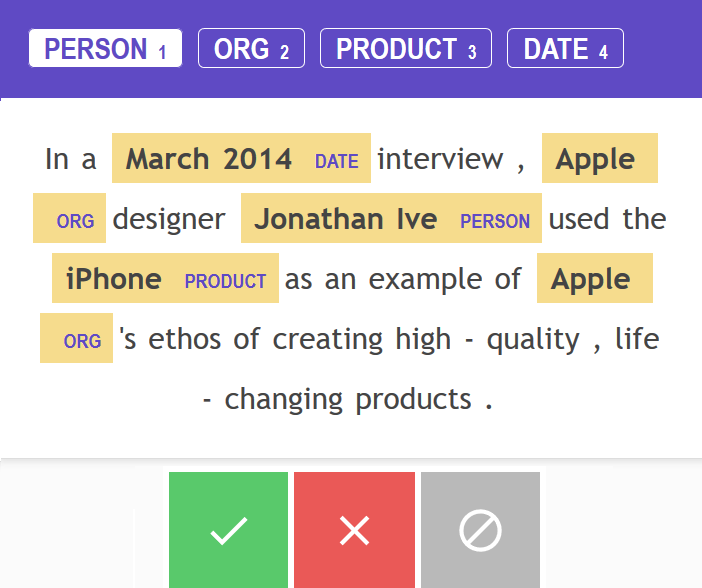 PERSON 1 ORG 2 PRODUCT 3 DATE 4
In a March 2014 DATE interview , Apple
ORG designer Jonathan Ive PERSON used the
iPhone PRODUCT as an example of Apple
ORG 's ethos of creating high - quality , life
- changing products .